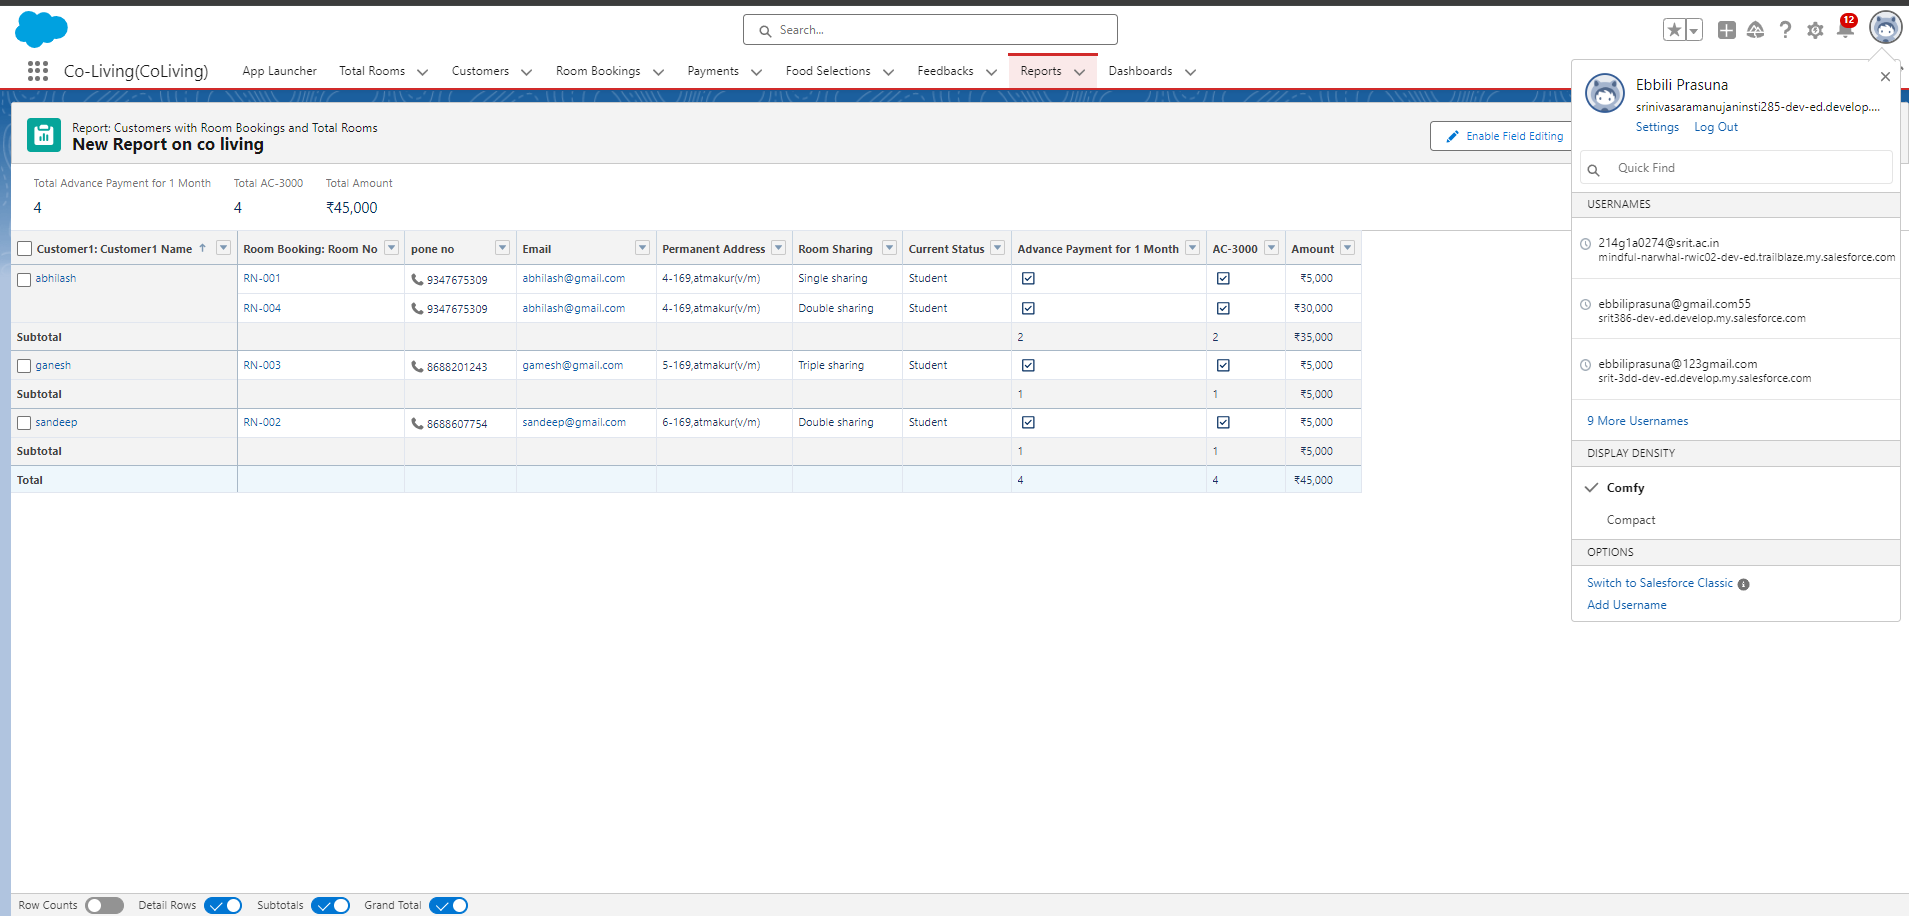 Search...
12
Co-Living(CoLiving) App Launcher Total Rooms Customers Room Bookings Payments Food Selections Feedbacks Reports Dashboards
Report: Customers with Room Bookings and Total Rooms
New Report on co living
Enable Field Editing
Total Advance Payment for 1 Month Total AC-3000 Total Amount
4 4 ₹45,000
Customer1: Customer1 Name ↑ Room Booking: Room No pone no Email Permanent Address Room Sharing Current Status Advance Payment for 1 Month AC-3000 Amount
abhilash RN-001 9347675309 abhilash@gmail.com 4-169,atmakur(v/m) Single sharing Student ₹5,000
RN-004 9347675309 abhilash@gmail.com 4-169,atmakur(v/m) Double sharing Student ₹30,000
Subtotal 2 2 ₹35,000
ganesh RN-003 8688201243 gamesh@gmail.com 5-169,atmakur(v/m) Triple sharing Student ₹5,000
Subtotal 1 1 ₹5,000
sandeep RN-002 8688607754 sandeep@gmail.com 6-169,atmakur(v/m) Double sharing Student ₹5,000
Subtotal 1 1 ₹5,000
Total 4 4 ₹45,000
Ebbili Prasuna
srinivasaramanujaninsti285-dev-ed.develop....
Settings Log Out
Quick Find
USERNAMES
214g1a0274@srit.ac.in
mindful-narwhal-rwic02-dev-ed.trailblaze.my.salesforce.com
ebbiliprasuna@gmail.com55
srit386-dev-ed.develop.my.salesforce.com
ebbiliprasuna@123gmail.com
srit-3dd-dev-ed.develop.my.salesforce.com
9 More Usernames
DISPLAY DENSITY
Comfy
Compact
OPTIONS
Switch to Salesforce Classic
Add Username
Row Counts Detail Rows Subtotals Grand Total